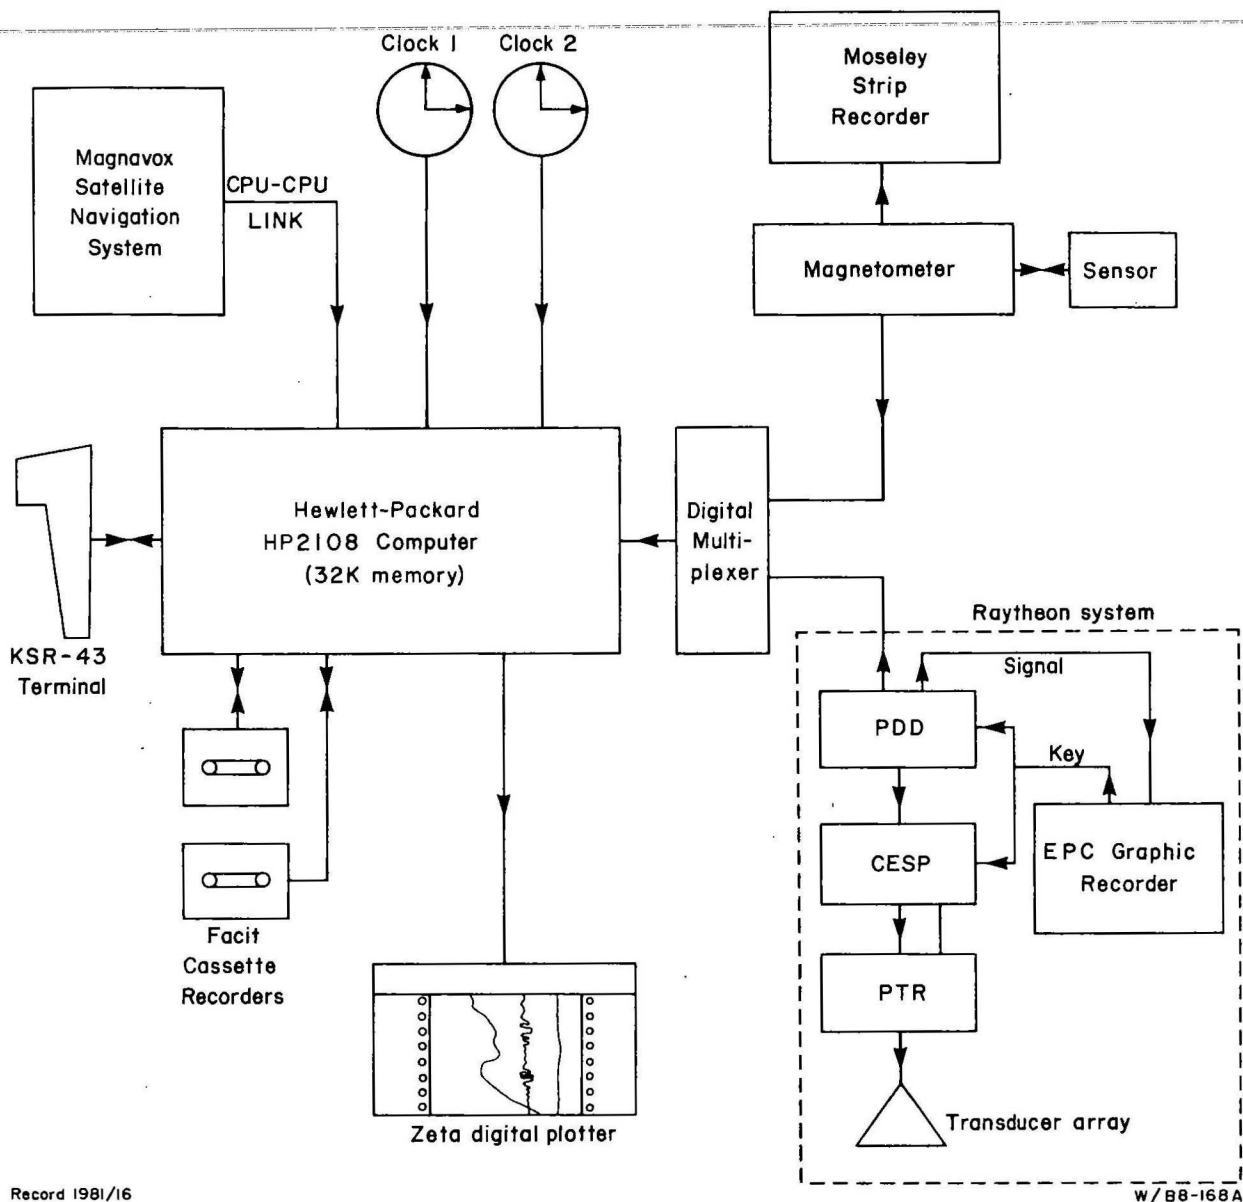 Clock 1
Clock 2
Moseley
Strip
Recorder
Magnavox
Satellite
Navigation
System
CPU-CPU
LINK
Magnetometer
Sensor
Hewlett-Packard
HP2108 Computer
(32K memory)
Digital
Multi-
plexer
KSR-43
Terminal
Raytheon system
Signal
PDD
Key
CESP
EPC Graphic
Recorder
PTR
Facit
Cassette
Recorders
Transducer array
Zeta digital plotter
Record 1981/16
W/B8-168A